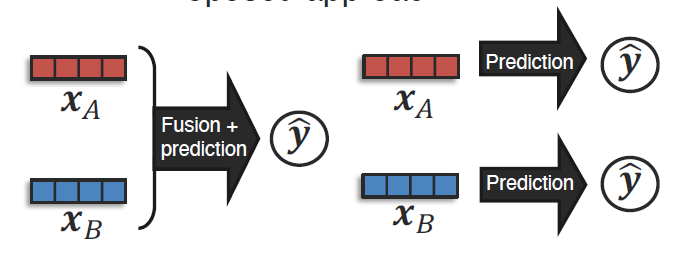 x_A
Fusion +
prediction
ŷ
x_B
x_A
Prediction
ŷ
x_B
Prediction
ŷ